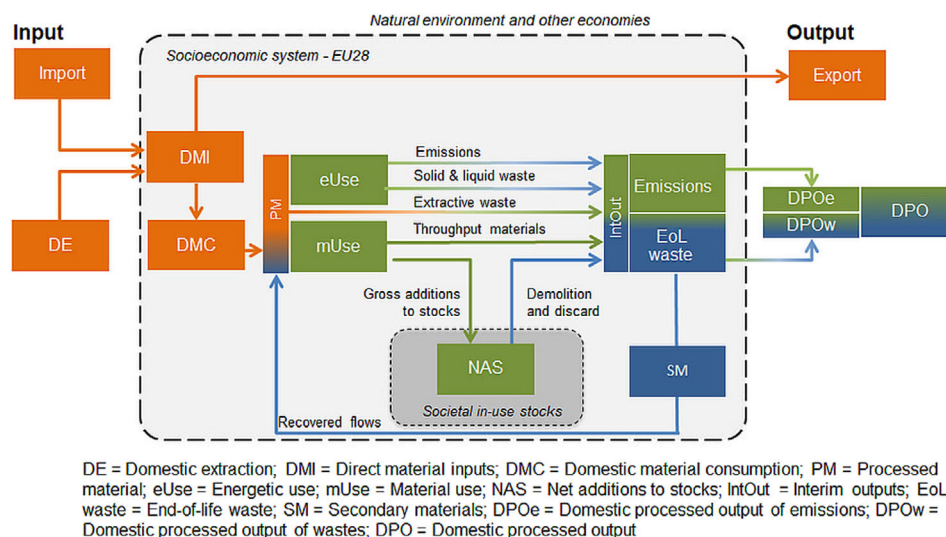 Natural environment and other economies
Input
Output
Socioeconomic system - EU28
Import
Export
DMI
Emissions
eUse
Solid & liquid waste
Emissions
DPOe
DPO
PM
Extractive waste
IntOut
DE
DMC
mUse
Throughput materials
EoL
waste
DPOw
Gross additions
to stocks
Demolition
and discard
NAS
SM
Societal in-use stocks
Recovered flows
DE = Domestic extraction; DMI = Direct material inputs; DMC = Domestic material consumption; PM = Processed
material; eUse = Energetic use; mUse = Material use; NAS = Net additions to stocks; IntOut = Interim outputs; EoL
waste = End-of-life waste; SM = Secondary materials; DPOe = Domestic processed output of emissions; DPOw =
Domestic processed output of wastes; DPO = Domestic processed output